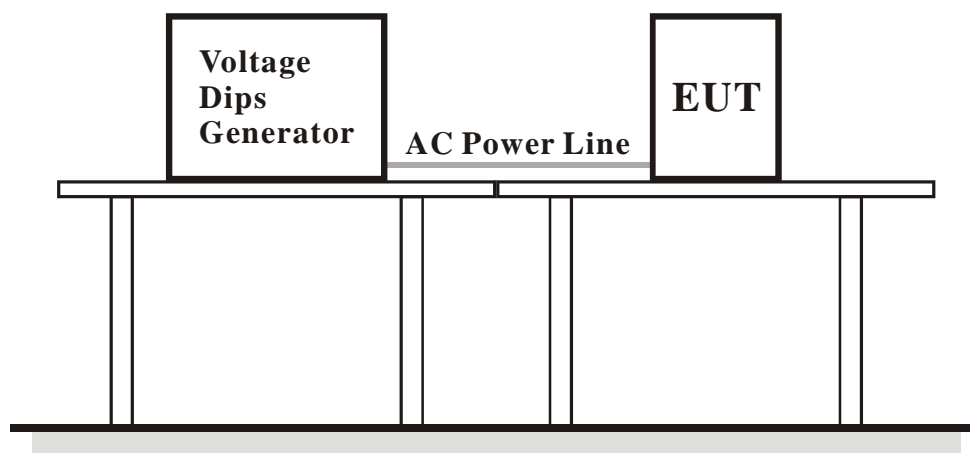 Voltage
Dips
Generator
AC Power Line
EUT